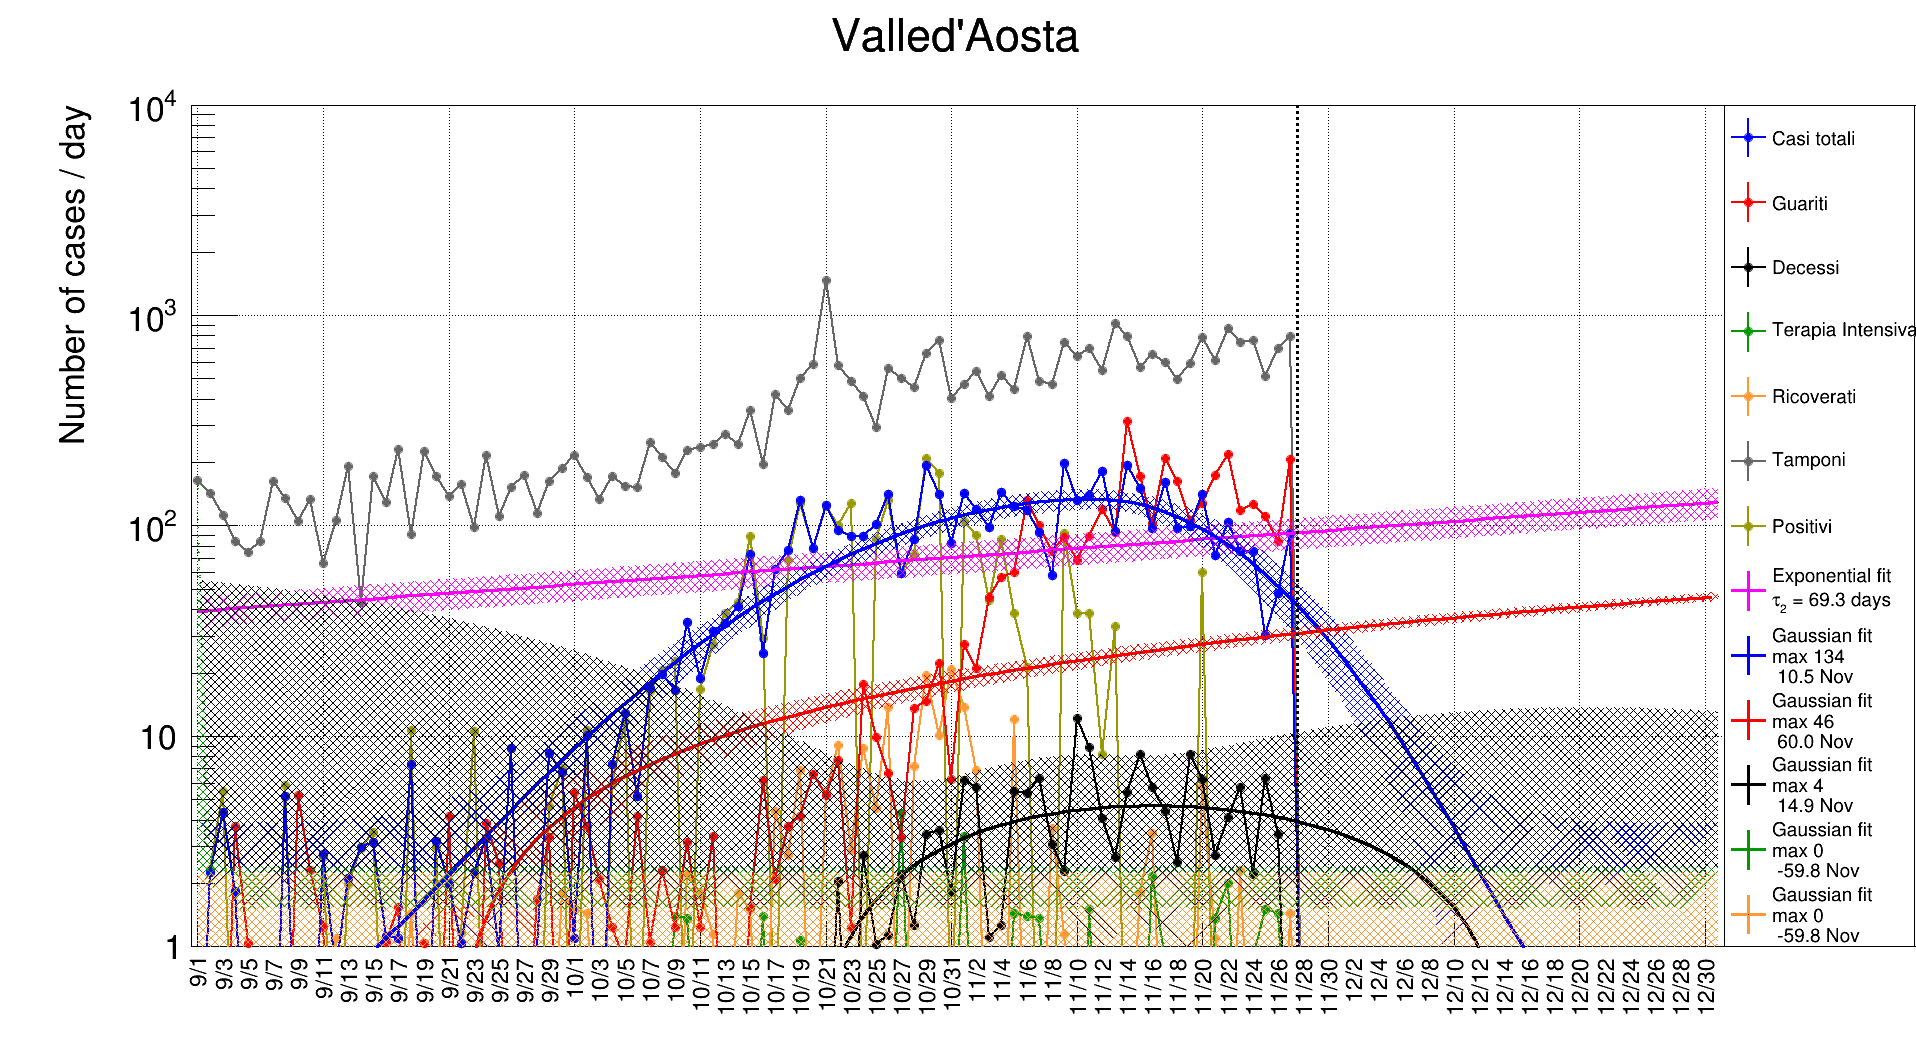 Valled'Aosta
Number of cases / day
10^4
10^3
10^2
10
1
9/1
9/3
9/5
9/7
9/9
9/11
9/13
9/15
9/17
9/19
9/21
9/23
9/25
9/27
9/29
10/1
10/3
10/5
10/7
10/9
10/11
10/13
10/15
10/17
10/19
10/21
10/23
10/25
10/27
10/29
10/31
11/2
11/4
11/6
11/8
11/10
11/12
11/14
11/16
11/18
11/20
11/22
11/24
11/26
11/28
11/30
12/2
12/4
12/6
12/8
12/10
12/12
12/14
12/16
12/18
12/20
12/22
12/24
12/26
12/28
12/30
Casi totali
Guariti
Decessi
Terapia Intensiva
Ricoverati
Tamponi
Positivi
Exponential fit
τ2 = 69.3 days
Gaussian fit
max 134
10.5 Nov
Gaussian fit
max 46
60.0 Nov
Gaussian fit
max 4
14.9 Nov
Gaussian fit
max 0
-59.8 Nov
Gaussian fit
max 0
-59.8 Nov